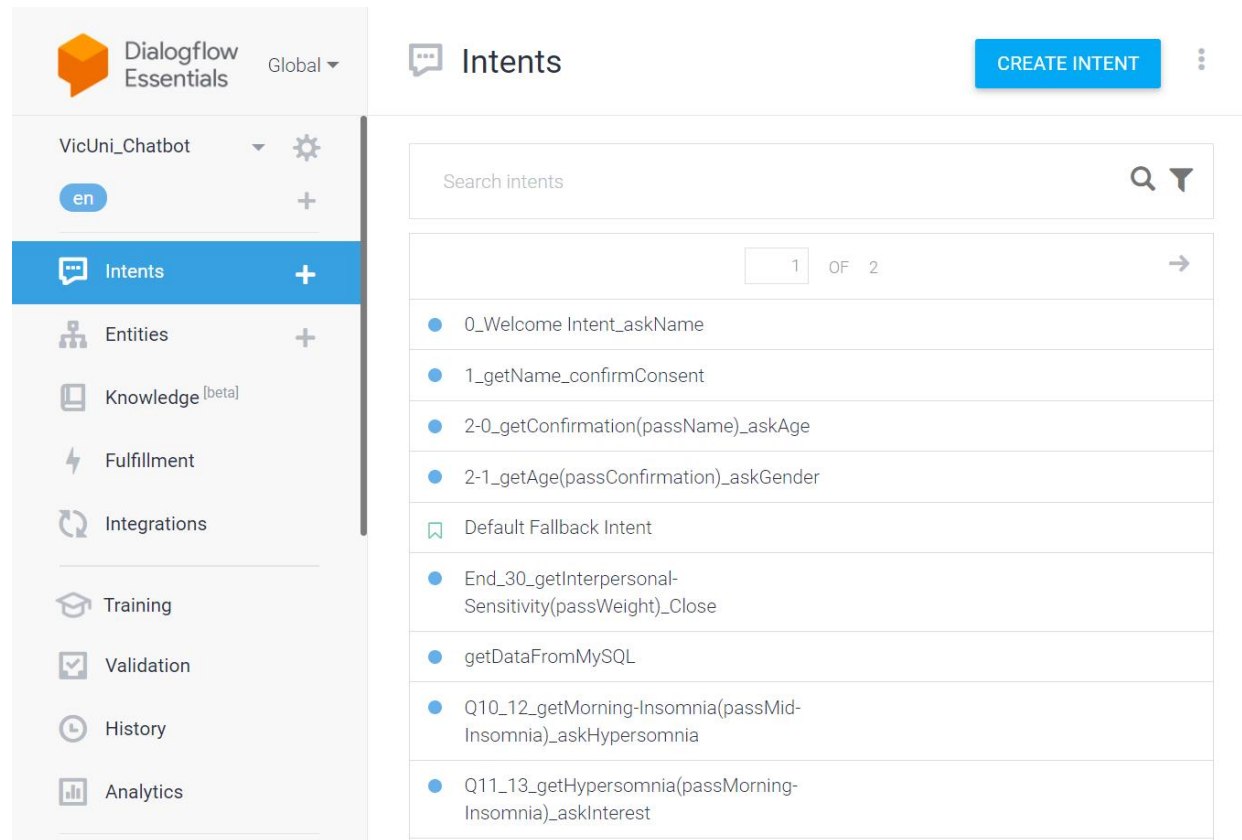 Dialogflow
Essentials
Global
VicUni_Chatbot
en
Intents
Entities
Knowledge [beta]
Fulfillment
Integrations
Training
Validation
History
Analytics
Intents
CREATE INTENT
Search intents
1 OF 2
0_Welcome Intent_askName
1_getName_confirmConsent
2-0_getConfirmation(passName)_askAge
2-1_getAge(passConfirmation)_askGender
Default Fallback Intent
End_30_getInterpersonal-
Sensitivity(passWeight)_Close
getDataFromMySQL
Q10_12_getMorning-Insomnia(passMid-
Insomnia)_askHypersomnia
Q11_13_getHypersomnia(passMorning-
Insomnia)_askInterest